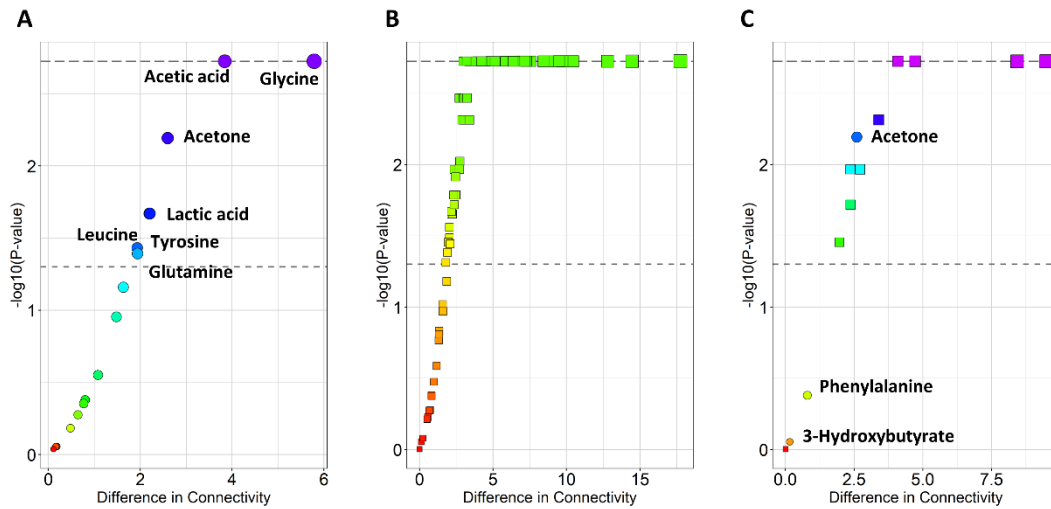 A
B
C
-log10(P-value)
2
1
0
Acetic acid
Glycine
Acetone
Lactic acid
Leucine
Tyrosine
Glutamine
0
2
4
6
Difference in Connectivity
-log10(P-value)
2
1
0
0
5
10
15
Difference in Connectivity
-log10(P-value)
2
1
0
Acetone
Phenylalanine
3-Hydroxybutyrate
0.0
2.5
5.0
7.5
Difference in Connectivity